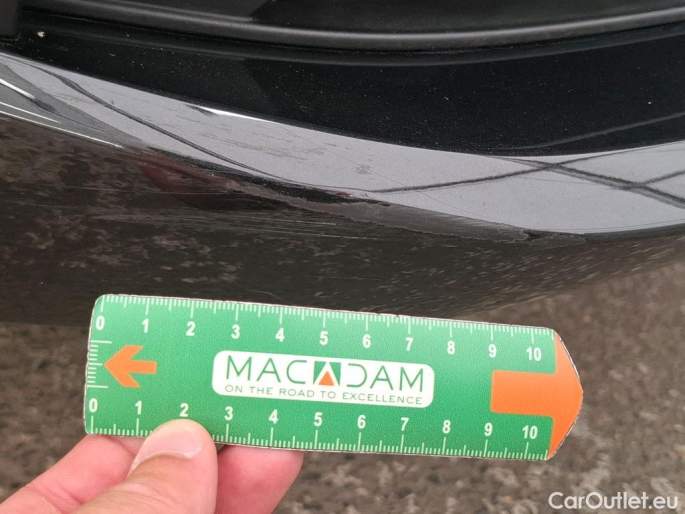 0 1 2 3 4 5 6 7 8 9 10
MACADAM
ON THE ROAD TO EXCELLENCE
0 1 2 3 4 5 6 7 8 9 10
CarOutlet.eu